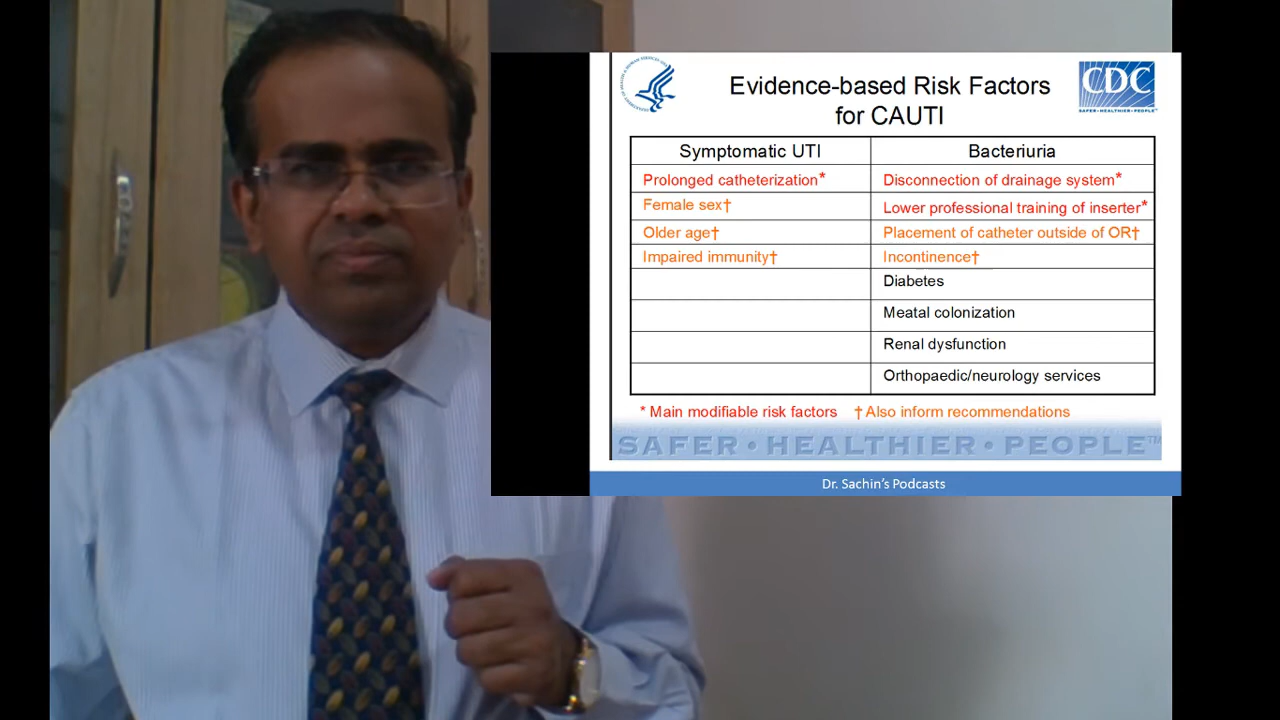 Evidence-based Risk Factors
for CAUTI
CDC
SAFER • HEALTHIER • PEOPLE™
Symptomatic UTI
Bacteriuria
Prolonged catheterization*
Disconnection of drainage system*
Female sex†
Lower professional training of inserter*
Older age†
Placement of catheter outside of OR†
Impaired immunity†
Incontinence†
Diabetes
Meatal colonization
Renal dysfunction
Orthopaedic/neurology services
* Main modifiable risk factors † Also inform recommendations
SAFER • HEALTHIER • PEOPLE™
Dr. Sachin's Podcasts